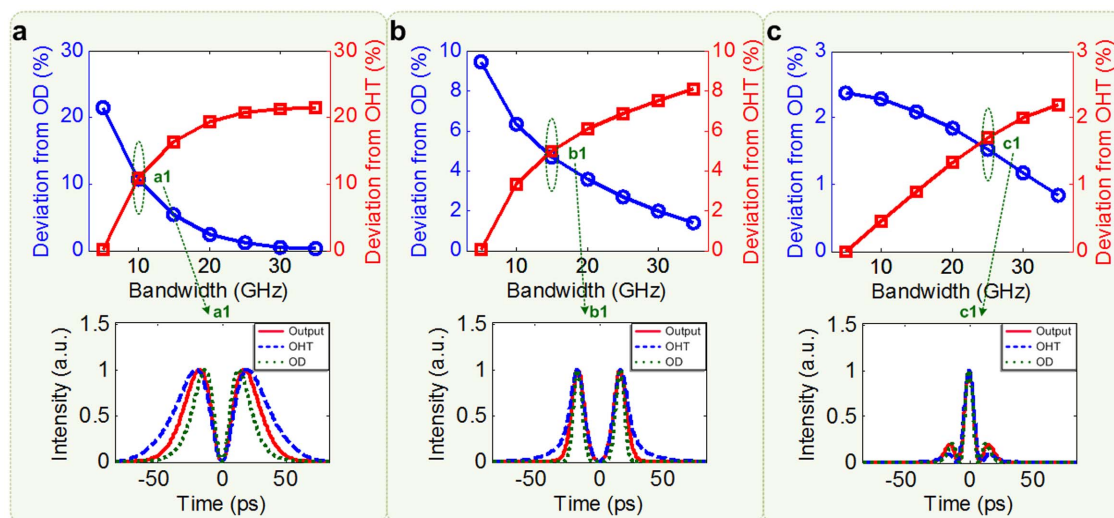 a
Deviation from OD (%)
30
20
10
0
30
20
10
0
Deviation from OHT (%)
a1
10 20 30
Bandwidth (GHz)
a1
Intensity (a.u.)
1.5
1
0.5
0
Output
OHT
OD
-50 0 50
Time (ps)
b
Deviation from OD (%)
10
8
6
4
2
0
10
8
6
4
2
0
Deviation from OHT (%)
b1
10 20 30
Bandwidth (GHz)
b1
Intensity (a.u.)
1.5
1
0.5
0
Output
OHT
OD
-50 0 50
Time (ps)
c
Deviation from OD (%)
3
2
1
0
3
2
1
0
Deviation from OHT (%)
c1
10 20 30
Bandwidth (GHz)
c1
Intensity (a.u.)
1.5
1
0.5
0
Output
OHT
OD
-50 0 50
Time (ps)